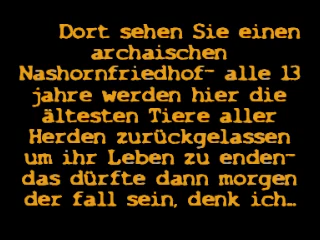 Dort sehen Sie einen
archaischen
Nashornfriedhof- alle 13
jahre werden hier die
ältesten Tiere aller
Herden zurückgelassen
um ihr Leben zu enden-
das dürfte dann morgen
der fall sein, denk ich...